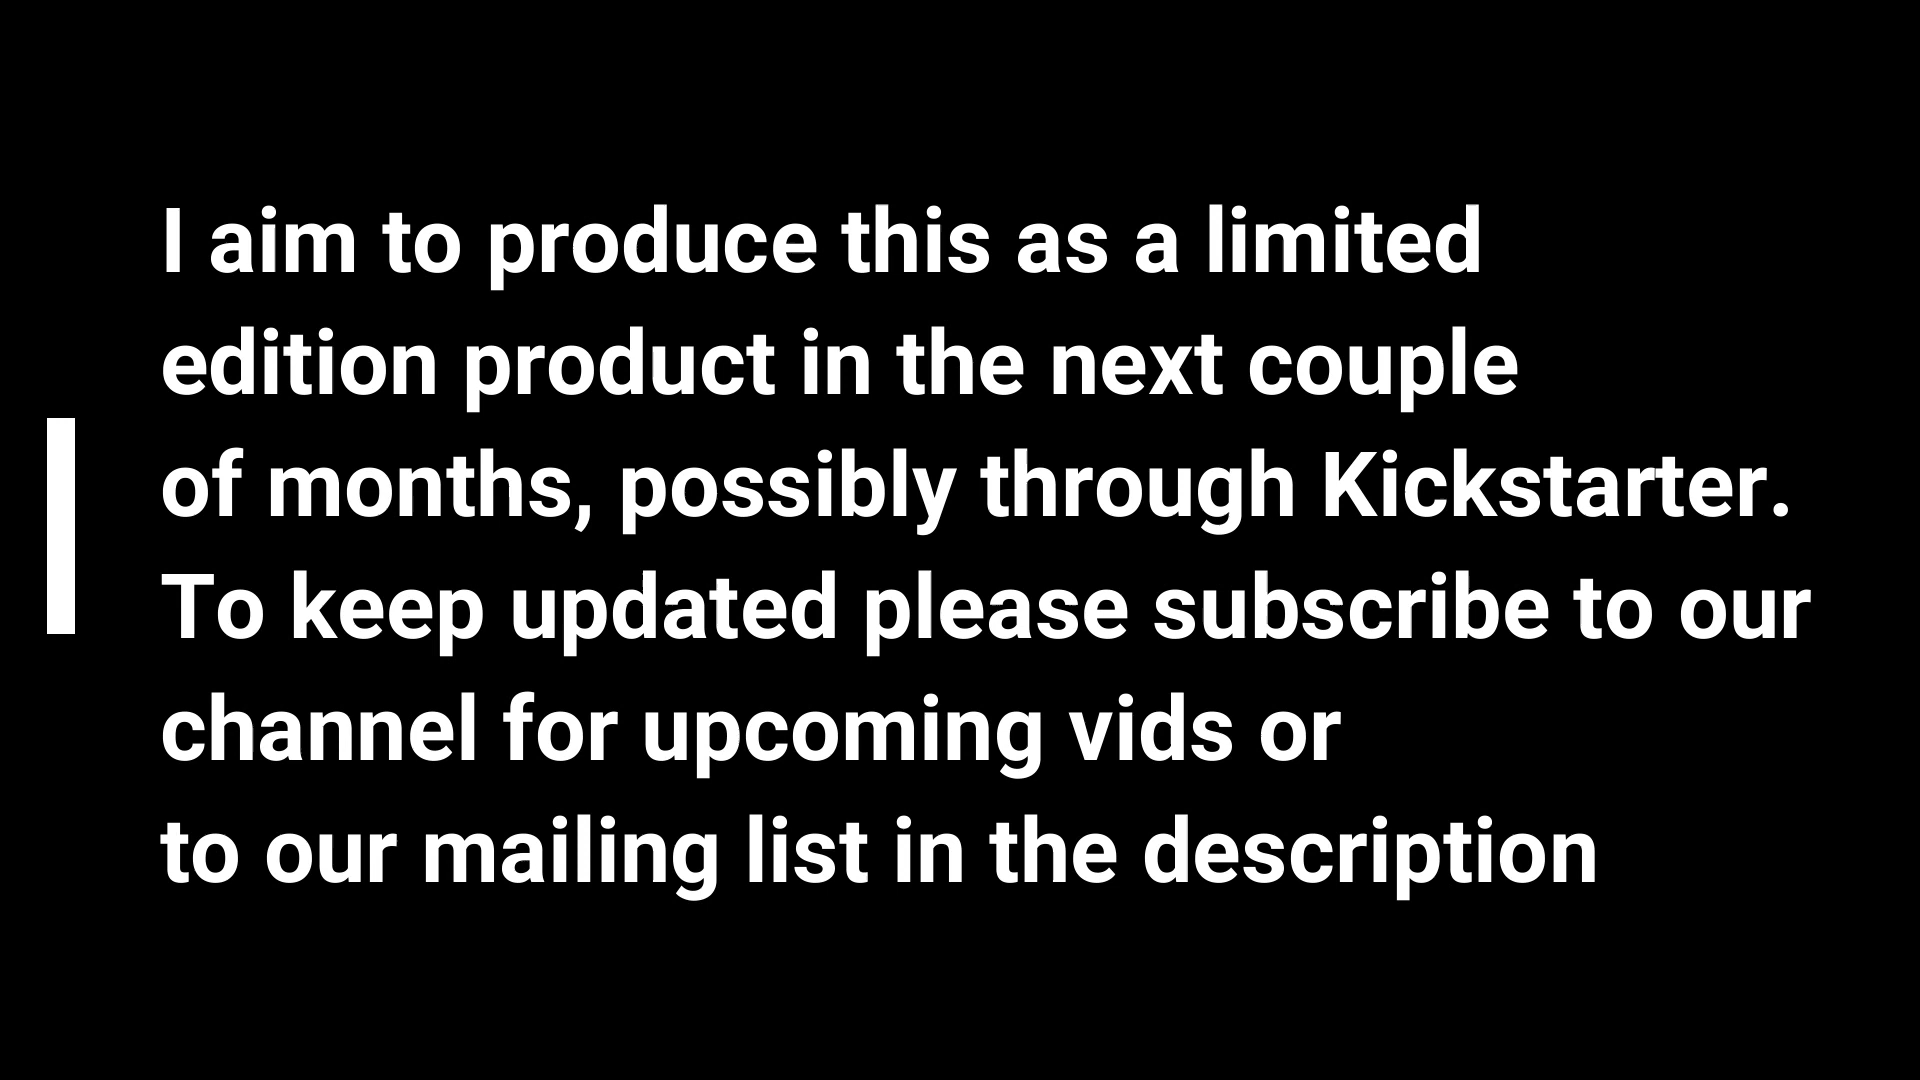 I aim to produce this as a limited
edition product in the next couple
of months, possibly through Kickstarter.
To keep updated please subscribe to our
channel for upcoming vids or
to our mailing list in the description